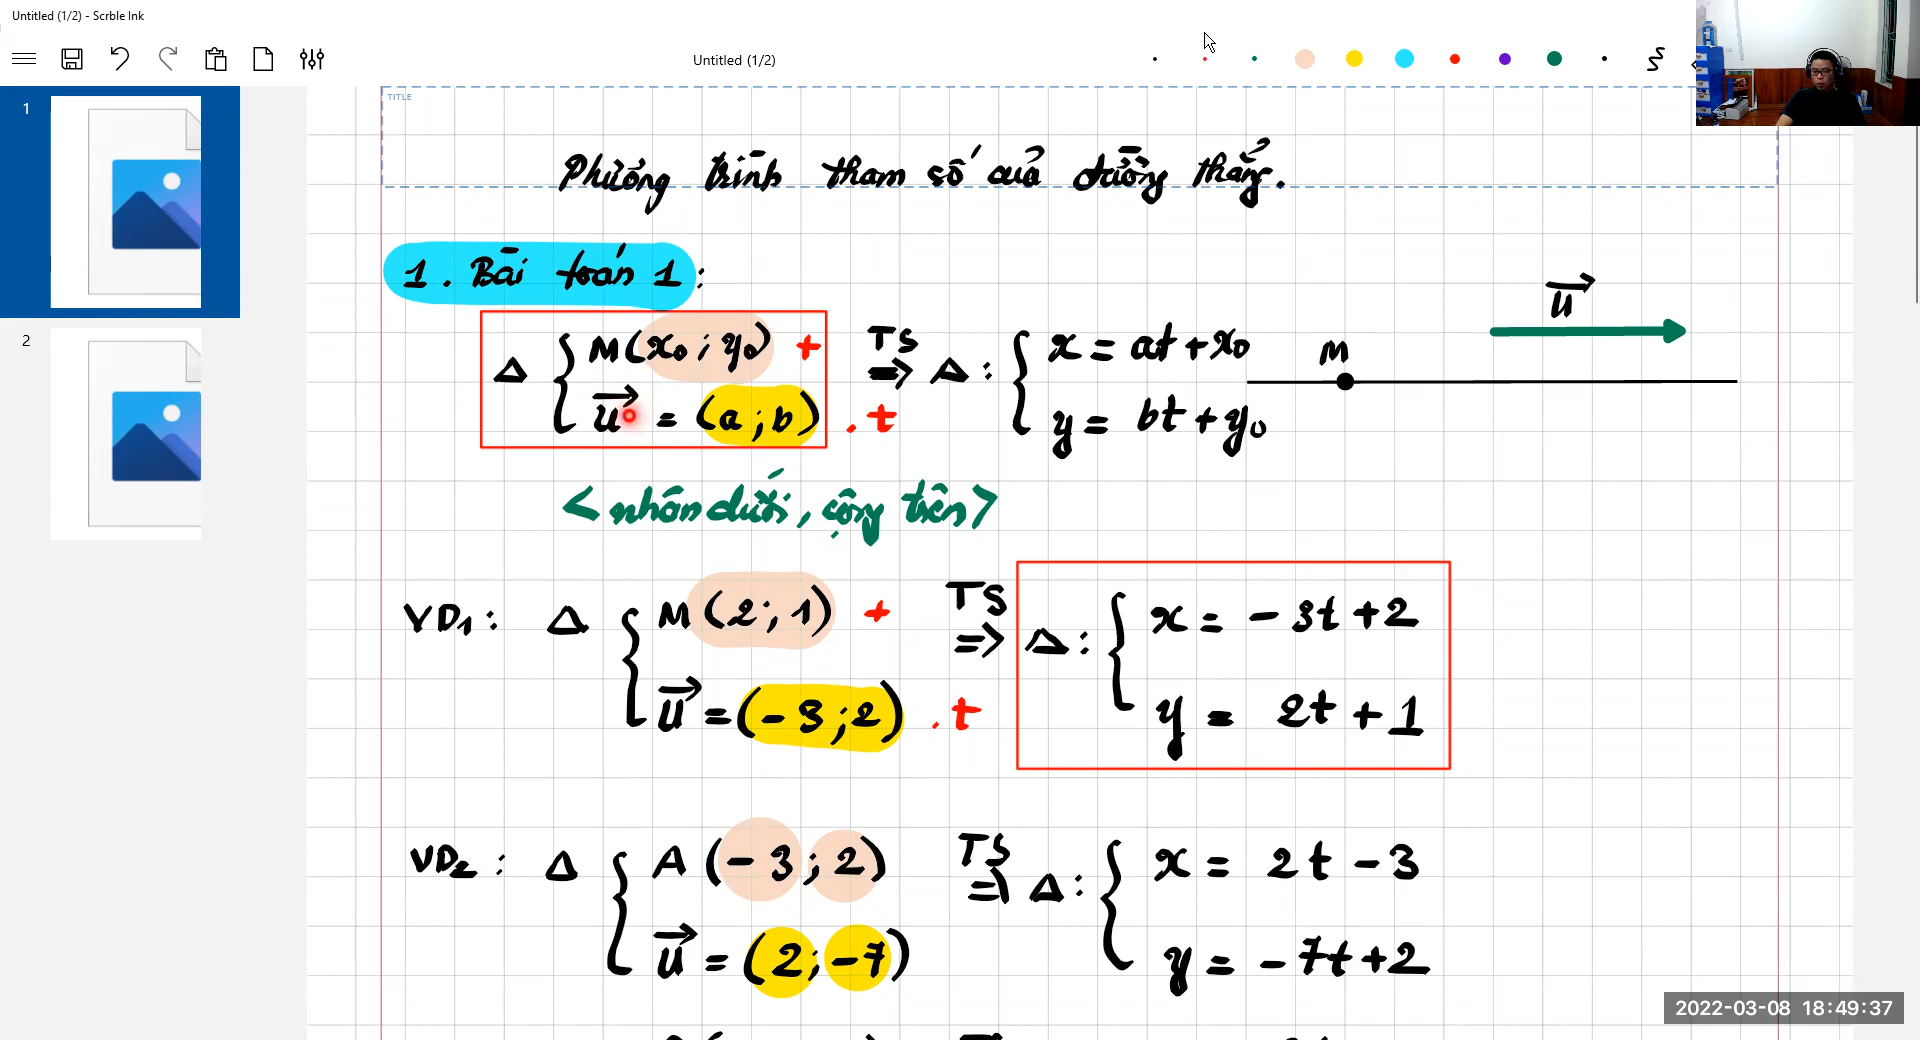 Untitled (1/2) - Scrble Ink
Untitled (1/2)
1
2
TITLE
Phương trình tham số của đường thẳng.
1. Bài toán 1 :
Δ { M(x₀ ; y₀) + TS ⇒ Δ : { x = at + x₀
u⃗ = (a ; b) . t y = bt + y₀
M
u⃗
< nhân dưới, cộng trên >
VD₁ : Δ { M (2 ; 1) + TS ⇒ Δ : { x = - 3t + 2
u⃗ = (- 3 ; 2) . t y = 2t + 1
VD₂ : Δ { A (- 3 ; 2) TS ⇒ Δ : { x = 2t - 3
u⃗ = (2 ; -7) y = - 7t + 2
2022-03-08 18:49:37